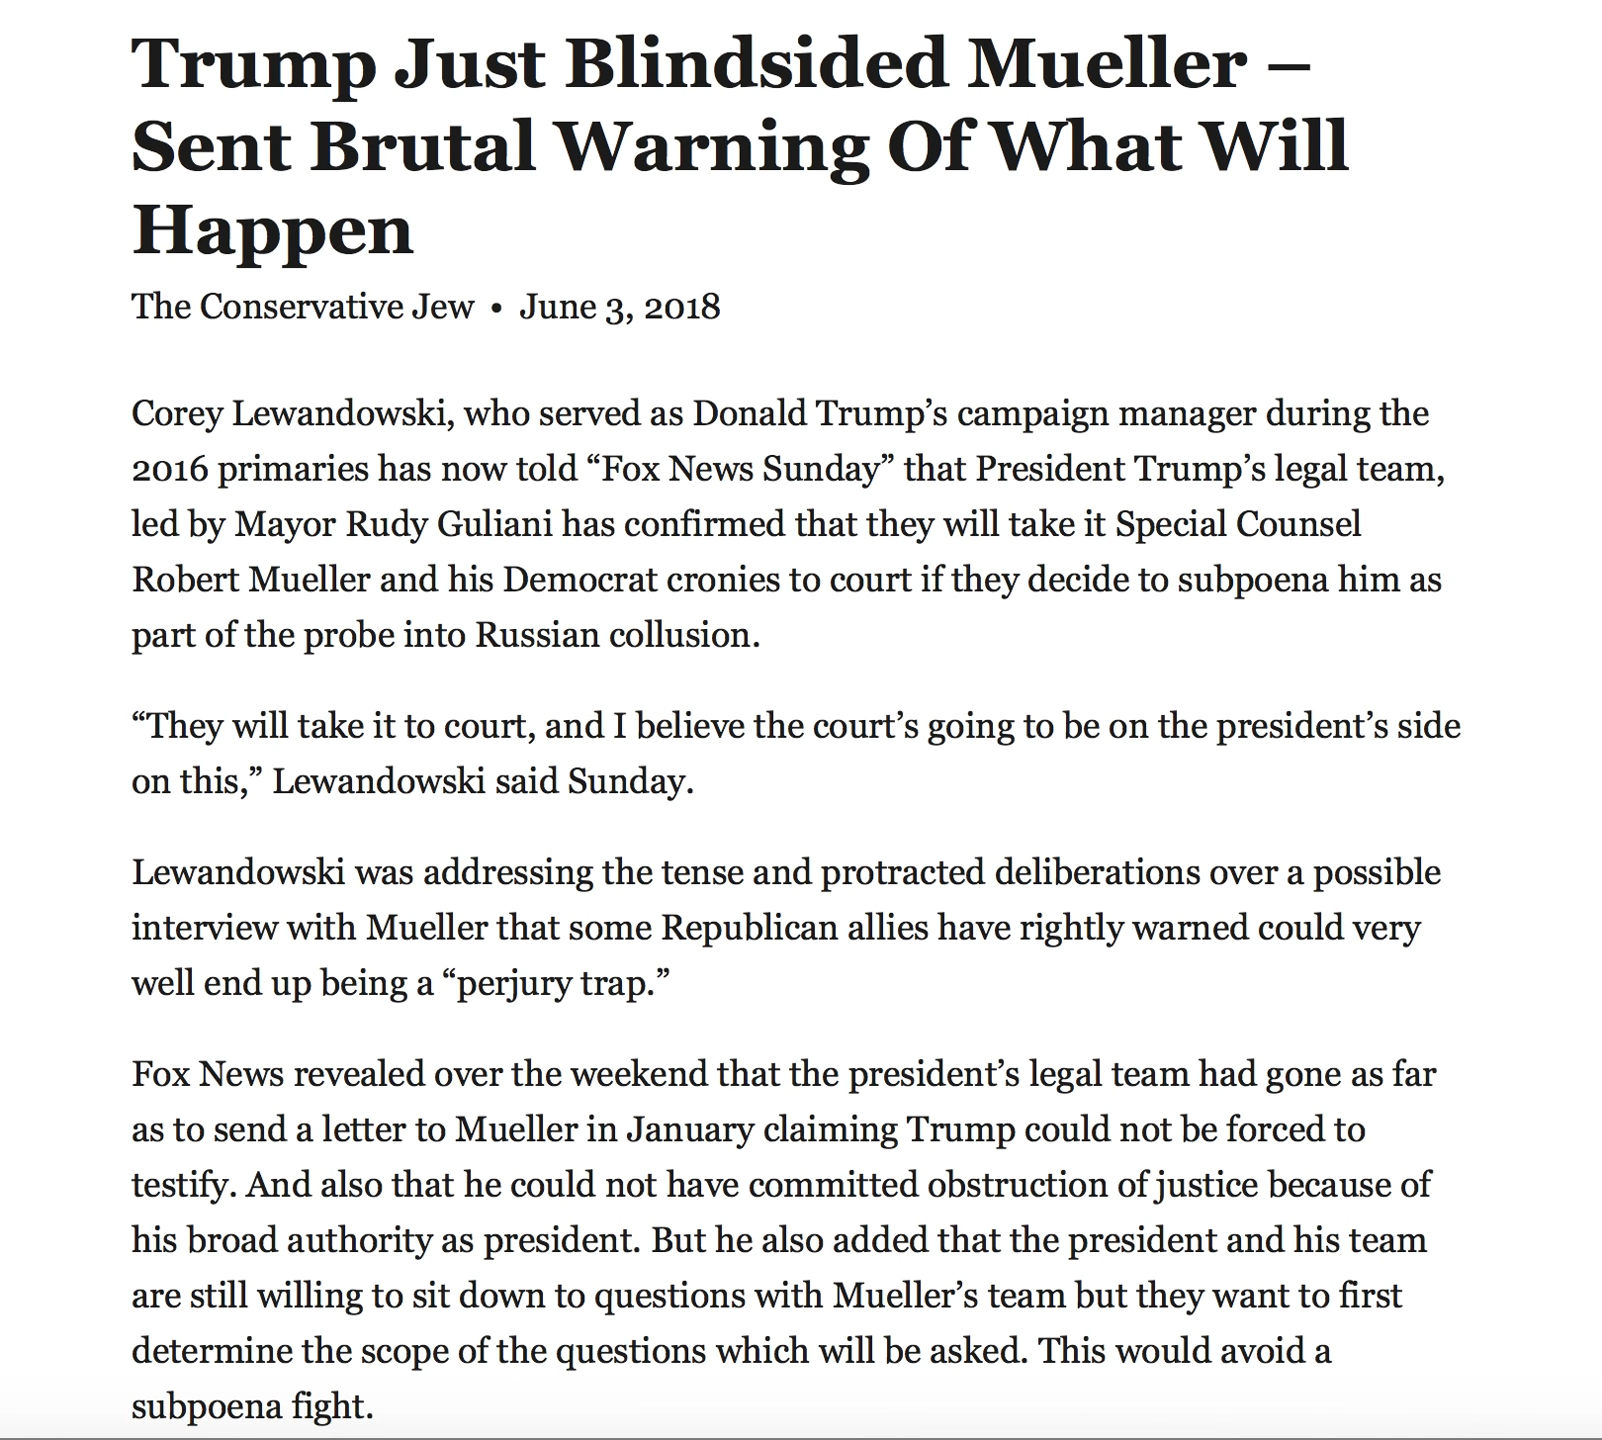 Trump Just Blindsided Mueller –
Sent Brutal Warning Of What Will
Happen
The Conservative Jew • June 3, 2018
Corey Lewandowski, who served as Donald Trump’s campaign manager during the
2016 primaries has now told “Fox News Sunday” that President Trump’s legal team,
led by Mayor Rudy Guliani has confirmed that they will take it Special Counsel
Robert Mueller and his Democrat cronies to court if they decide to subpoena him as
part of the probe into Russian collusion.
“They will take it to court, and I believe the court’s going to be on the president’s side
on this,” Lewandowski said Sunday.
Lewandowski was addressing the tense and protracted deliberations over a possible
interview with Mueller that some Republican allies have rightly warned could very
well end up being a “perjury trap.”
Fox News revealed over the weekend that the president’s legal team had gone as far
as to send a letter to Mueller in January claiming Trump could not be forced to
testify. And also that he could not have committed obstruction of justice because of
his broad authority as president. But he also added that the president and his team
are still willing to sit down to questions with Mueller’s team but they want to first
determine the scope of the questions which will be asked. This would avoid a
subpoena fight.